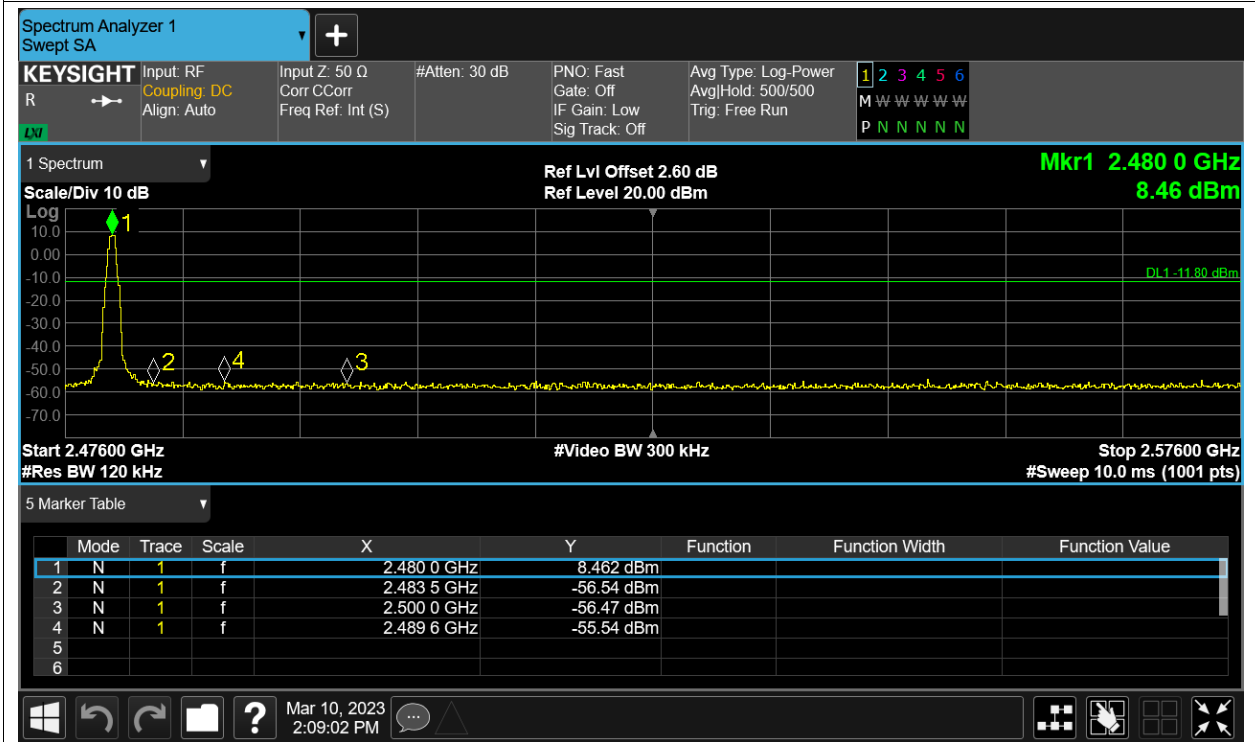 Spectrum Analyzer 1
Swept SA
+
KEYSIGHT Input: RF Input Z: 50 Ω #Atten: 30 dB PNO: Fast Avg Type: Log-Power 1 2 3 4 5 6
R Coupling: DC Corr CCorr Gate: Off Avg|Hold: 500/500 M W W W W W
Align: Auto Freq Ref: Int (S) IF Gain: Low Trig: Free Run
LXI Sig Track: Off P N N N N N
1 Spectrum Ref Lvl Offset 2.60 dB Mkr1 2.480 0 GHz
Scale/Div 10 dB Ref Level 20.00 dBm 8.46 dBm
Log
1
10.0
0.00
-10.0 DL1 -11.80 dBm
-20.0
-30.0
-40.0
2 4 3
-50.0
-60.0
-70.0
Start 2.47600 GHz #Video BW 300 kHz Stop 2.57600 GHz
#Res BW 120 kHz #Sweep 10.0 ms (1001 pts)
5 Marker Table
Mode Trace Scale X Y Function Function Width Function Value
1 N 1 f 2.480 0 GHz 8.462 dBm
2 N 1 f 2.483 5 GHz -56.54 dBm
3 N 1 f 2.500 0 GHz -56.47 dBm
4 N 1 f 2.489 6 GHz -55.54 dBm
5
6
? Mar 10, 2023
2:09:02 PM